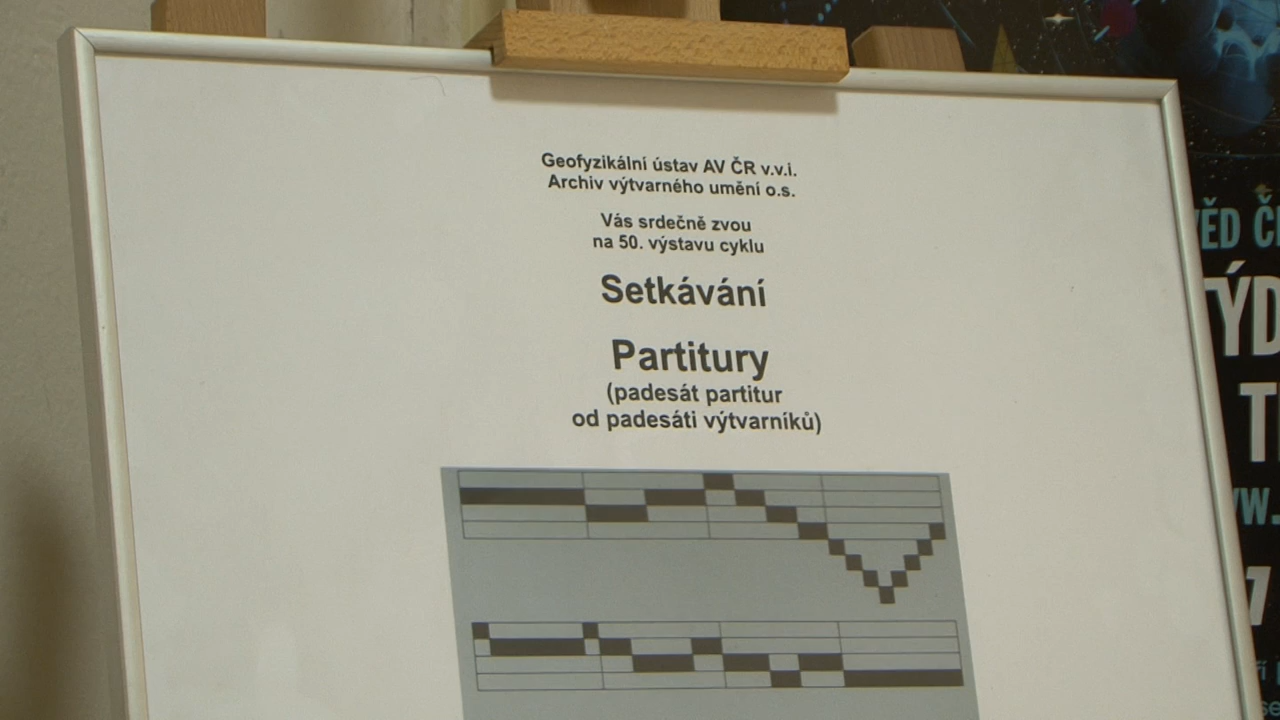 Geofyzikální ústav AV ČR v.v.i.
Archiv výtvarného umění o.s.
Vás srdečně zvou
na 50. výstavu cyklu
Setkávání
Partitury
(padesát partitur
od padesáti výtvarníků)